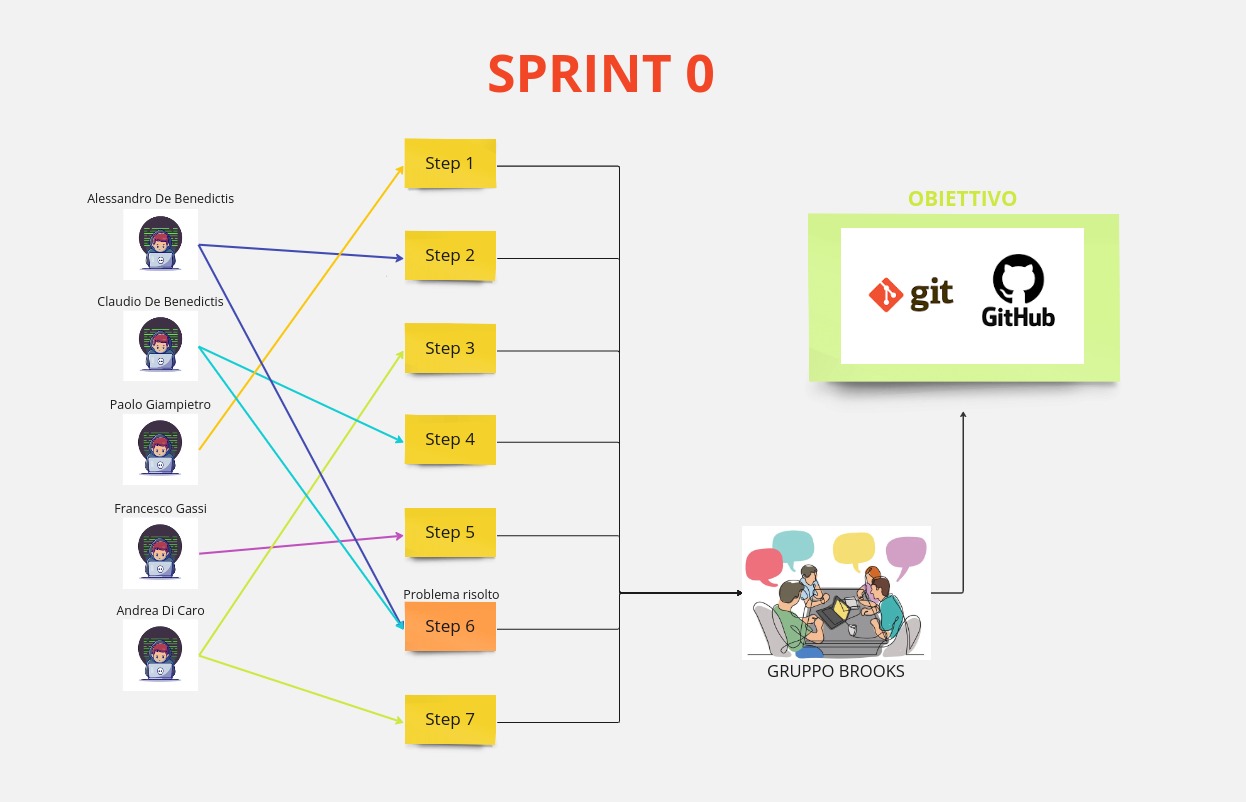 SPRINT 0
Alessandro De Benedictis
Claudio De Benedictis
Paolo Giampietro
Francesco Gassi
Andrea Di Caro
Step 1
Step 2
Step 3
Step 4
Step 5
Problema risolto
Step 6
Step 7
GRUPPO BROOKS
OBIETTIVO
git
GitHub